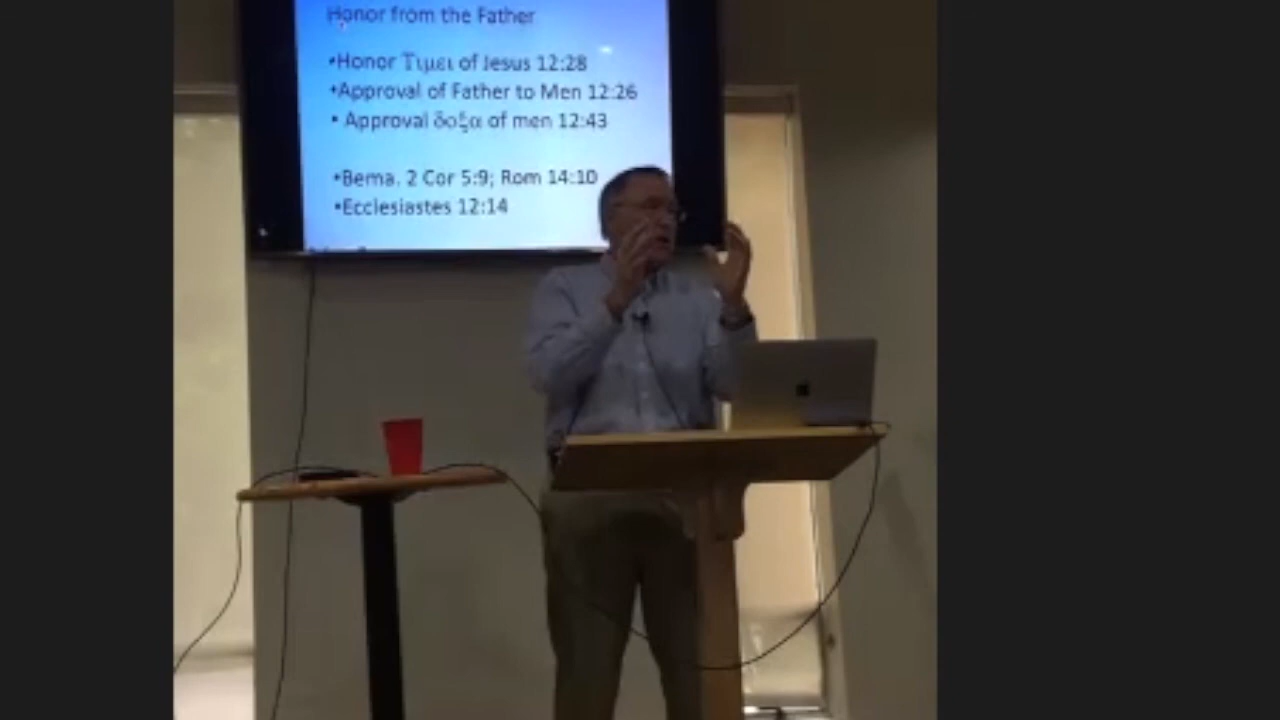 Honor from the Father
•Honor Τιμει of Jesus 12:28
•Approval of Father to Men 12:26
• Approval δοξα of men 12:43
•Bema. 2 Cor 5:9; Rom 14:10
•Ecclesiastes 12:14